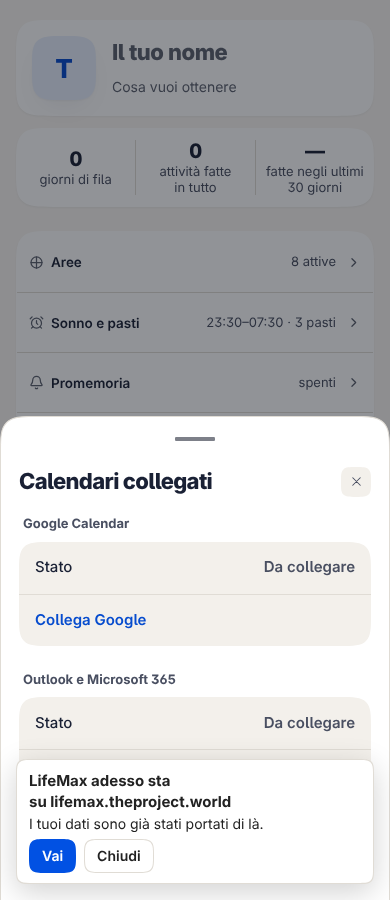 T
Il tuo nome
Cosa vuoi ottenere
0
giorni di fila
0
attività fatte
in tutto
—
fatte negli ultimi
30 giorni
Aree
8 attive
Sonno e pasti
23:30–07:30 · 3 pasti
Promemoria
spenti
Calendari collegati
Google Calendar
Stato
Da collegare
Collega Google
Outlook e Microsoft 365
Stato
Da collegare
LifeMax adesso sta
su lifemax.theproject.world
I tuoi dati sono già stati portati di là.
Vai
Chiudi